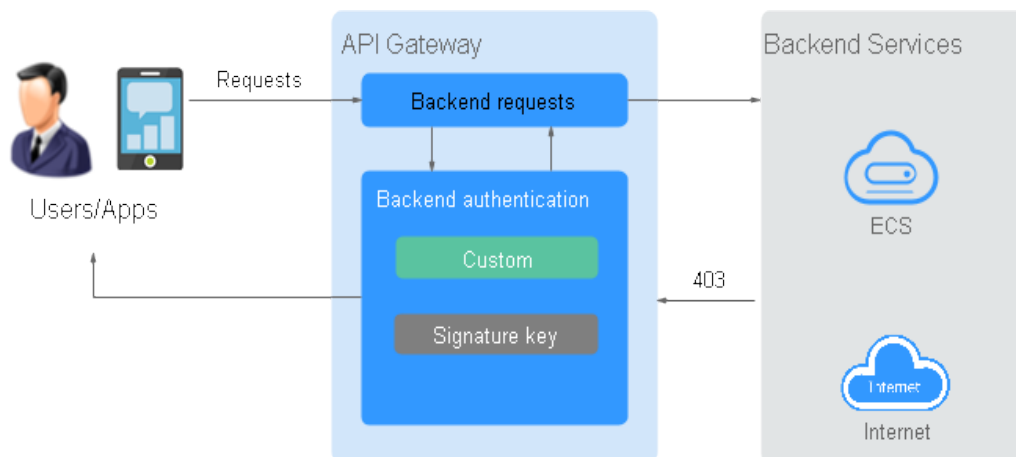 API Gateway
Backend Services
Requests
Backend requests
Users/Apps
Backend authentication
Custom
Signature key
403
ECS
Internet
Internet